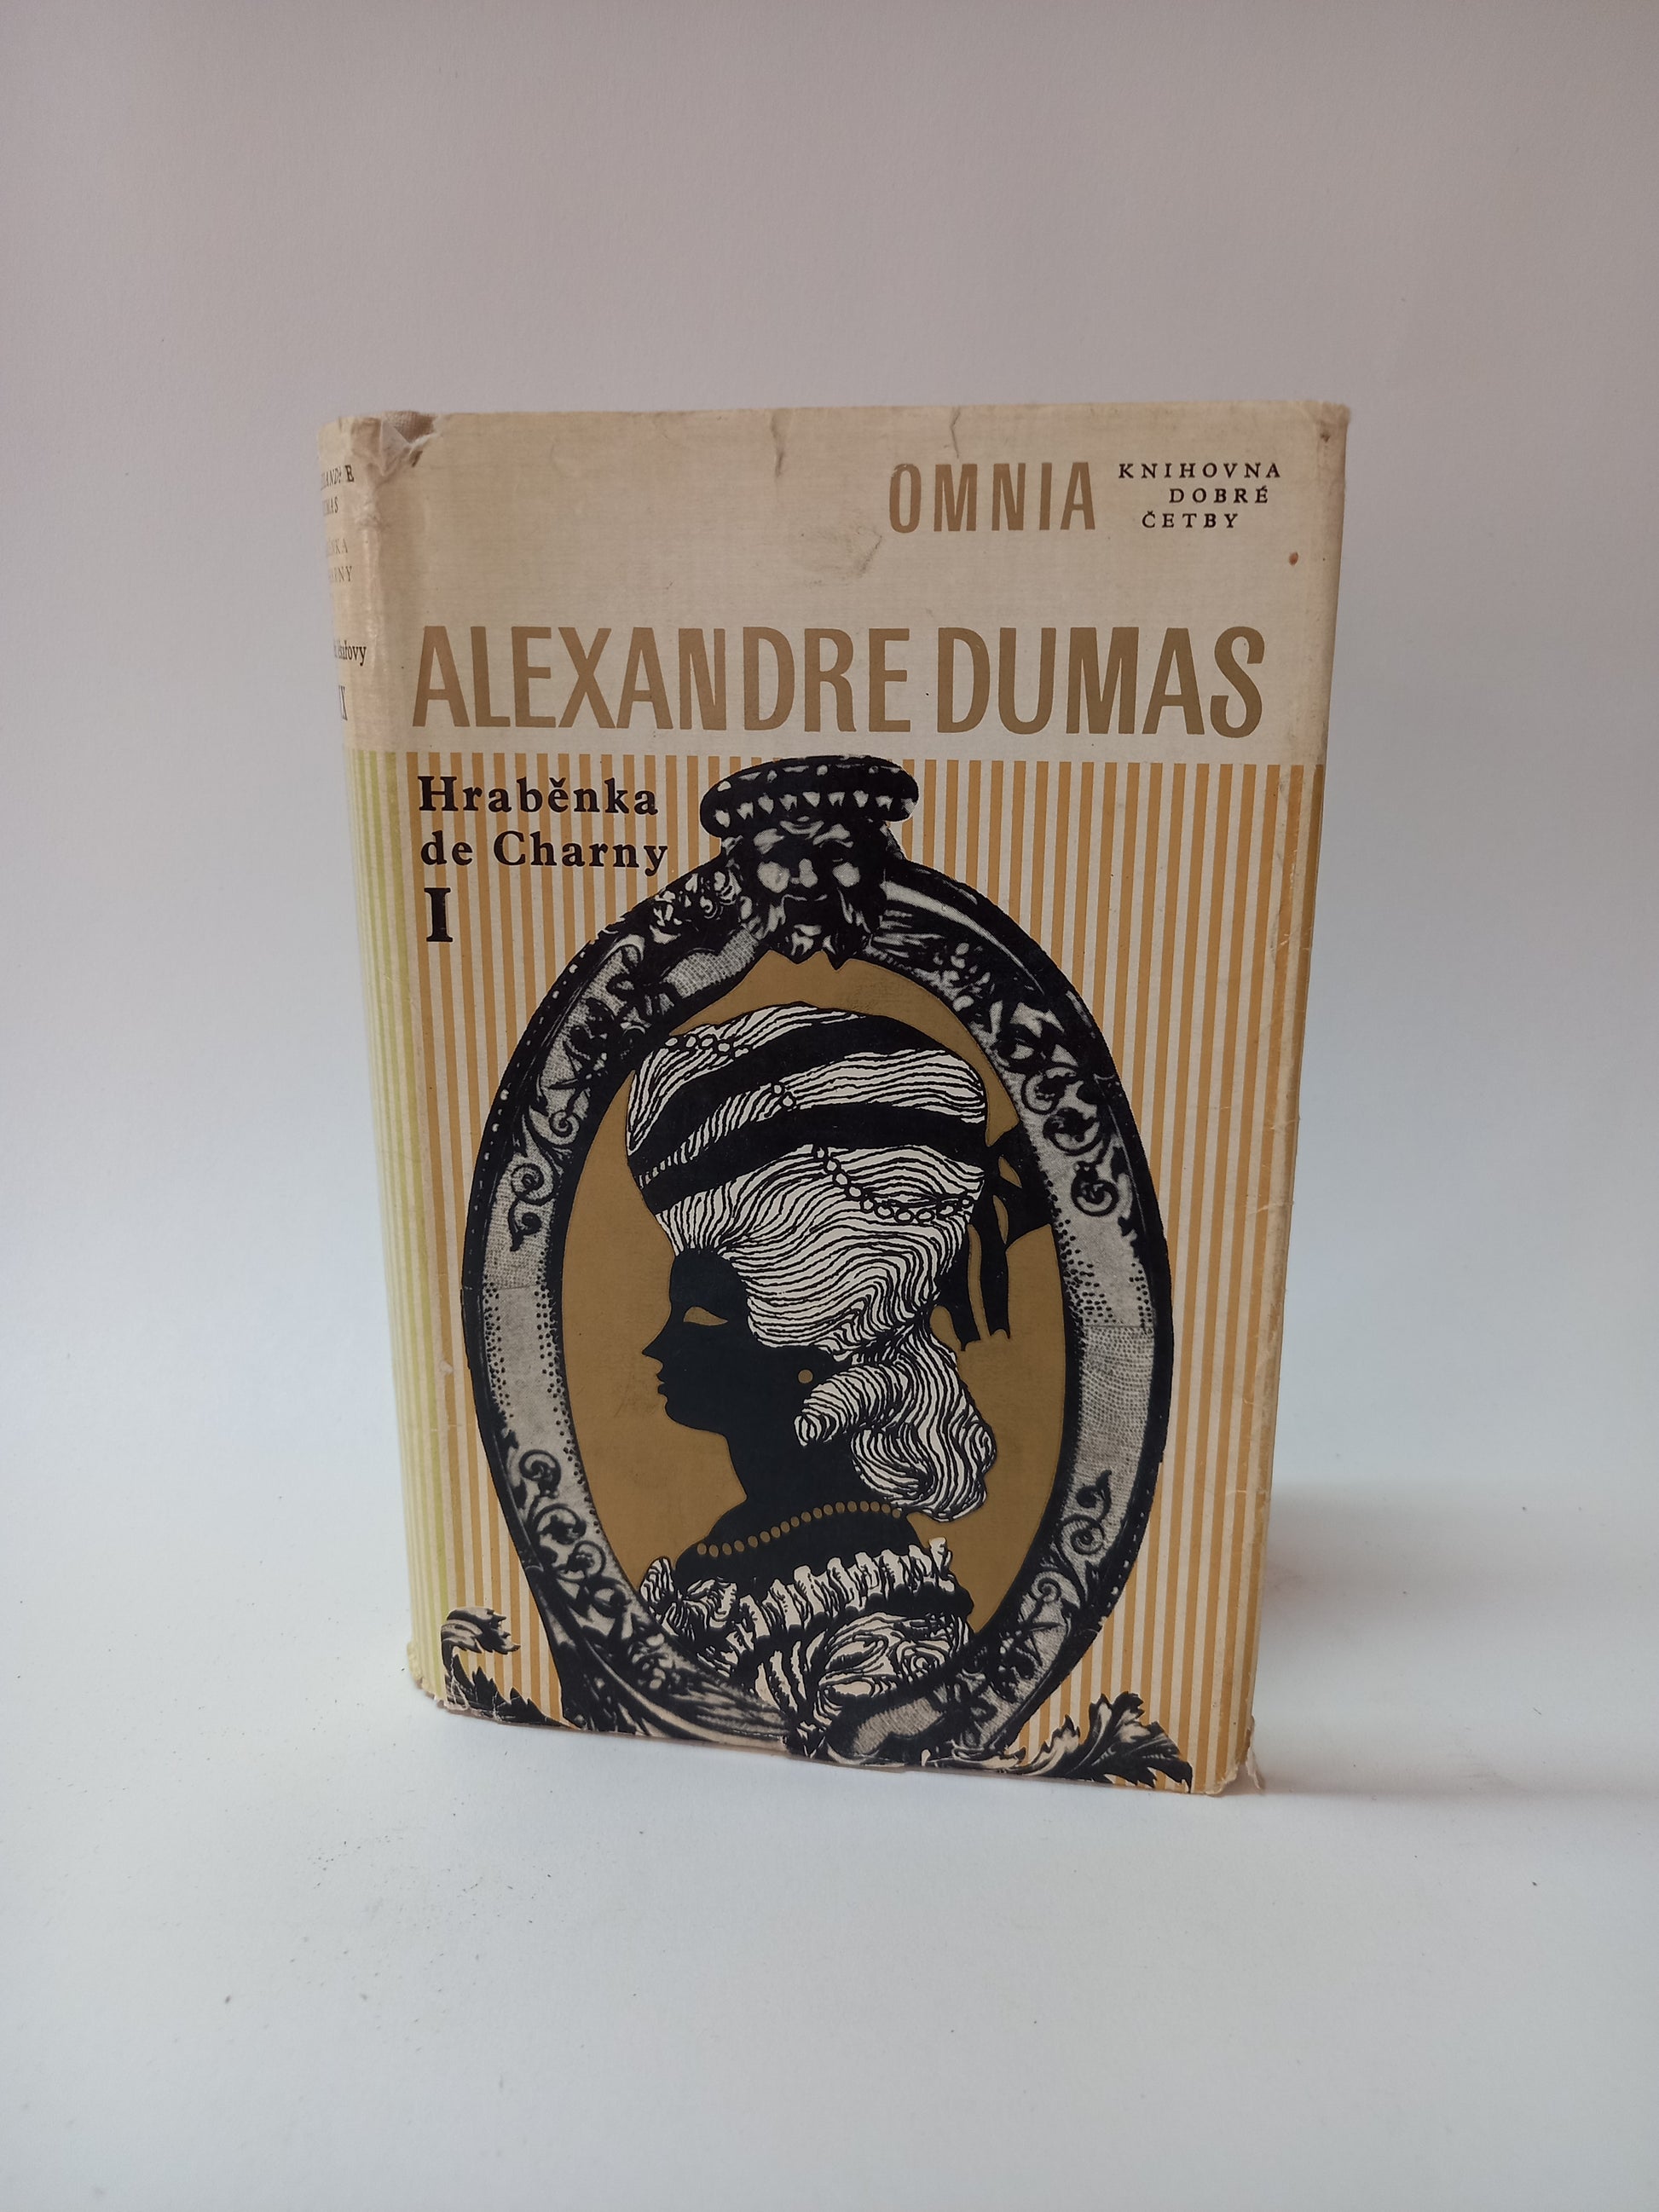 OMNIA
KNIHOVNA
DOBRÉ
ČETBY
ALEXANDRE DUMAS
Hraběnka
de Charny
I